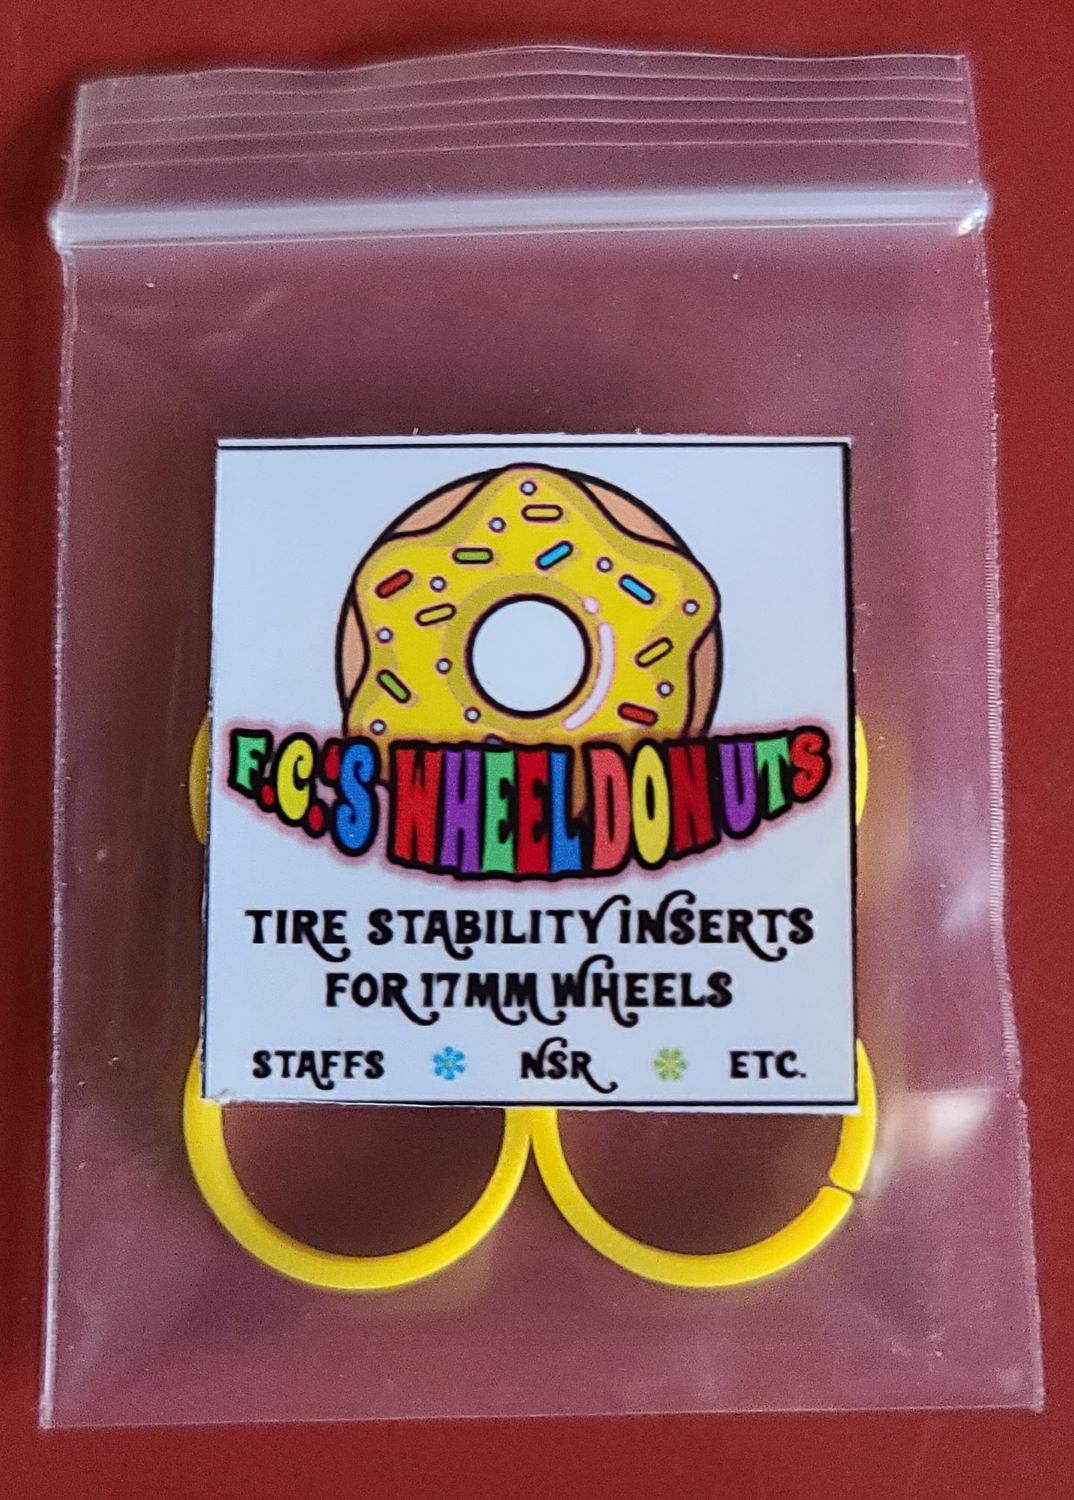 F.C.'S WHEEL DONUTS
TIRE STABILITY INSERTS
FOR 17MM WHEELS
STAFFS NSR ETC.